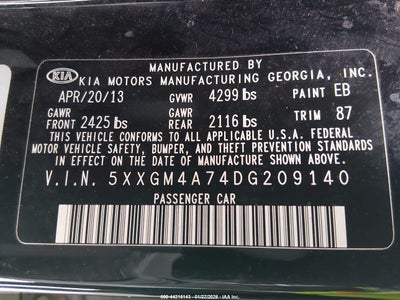 MANUFACTURED BY
KIA KIA MOTORS MANUFACTURING GEORGIA, INC.
APR/20/13 GVWR 4299 lbs PAINT EB
GAWR GAWR TRIM 87
FRONT 2425 lbs REAR 2116 lbs
THIS VEHICLE CONFORMS TO ALL APPLICABLE U.S.A. FEDERAL
MOTOR VEHICLE SAFETY, BUMPER, AND THEFT PREVENTION STANDARDS
IN EFFECT ON THE DATE OF MANUFACTURE SHOWN ABOVE.
V.I.N. 5XXGM4A74DG209140
PASSENGER CAR